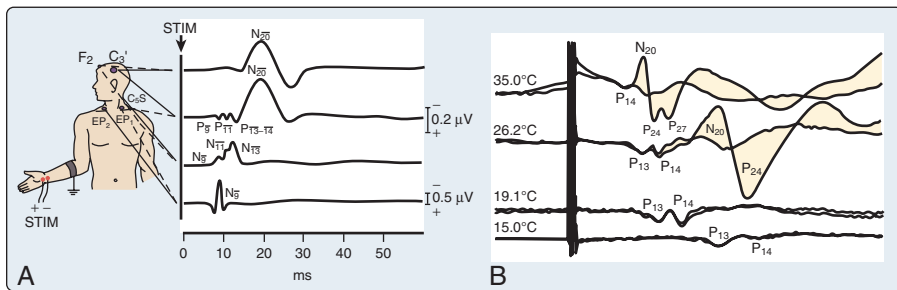 STIM
F2 C3'
C5S
EP2 EP1
+ −
STIM
N20
N20
P9 P11 P13–14
−
0.2 μV
+
N9 N11 N13
N9
−
0.5 μV
+
0 10 20 30 40 50
ms
A
35.0°C
N20
P14
P24 P27
26.2°C
N20
P13 P14
P24
19.1°C
P13 P14
15.0°C
P13
P14
B